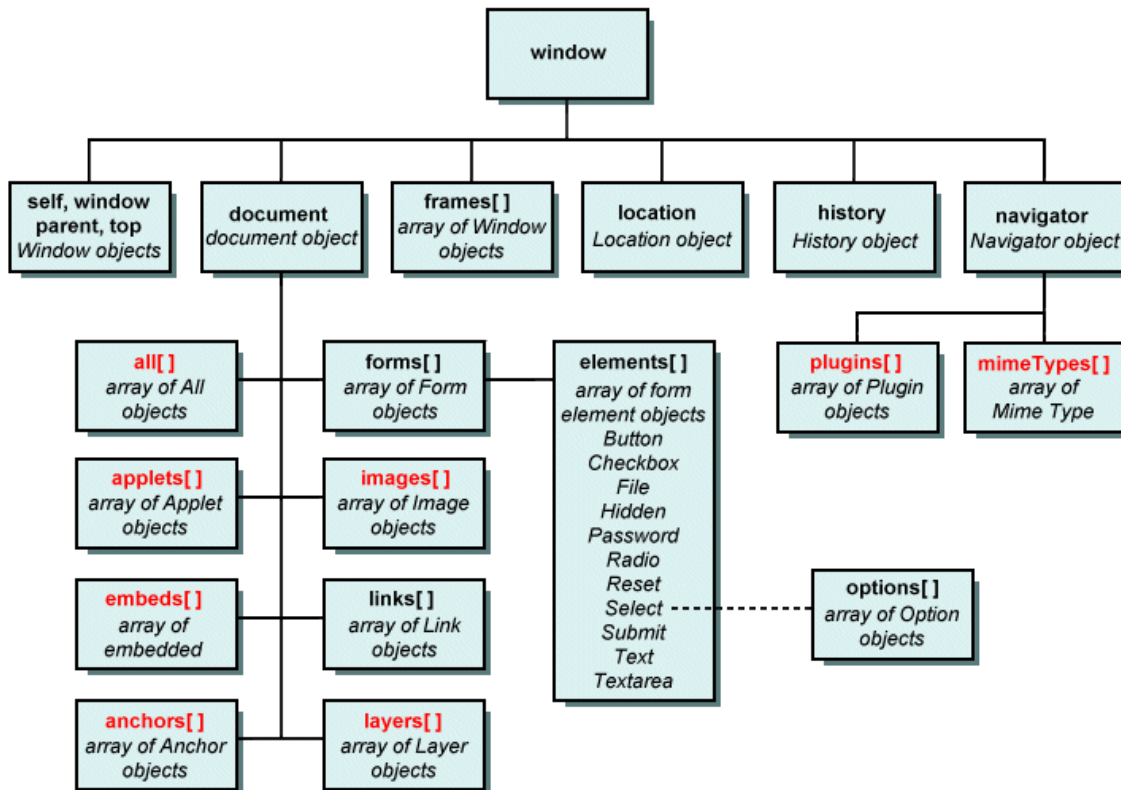 window
self, window
parent, top
Window objects
document
document object
frames[ ]
array of Window
objects
location
Location object
history
History object
navigator
Navigator object
all[ ]
array of All
objects
forms[ ]
array of Form
objects
elements[ ]
array of form
element objects
Button
Checkbox
File
Hidden
Password
Radio
Reset
Select
Submit
Text
Textarea
plugins[ ]
array of Plugin
objects
mimeTypes[ ]
array of
Mime Type
applets[ ]
array of Applet
objects
images[ ]
array of Image
objects
embeds[ ]
array of
embedded
links[ ]
array of Link
objects
options[ ]
array of Option
objects
anchors[ ]
array of Anchor
objects
layers[ ]
array of Layer
objects